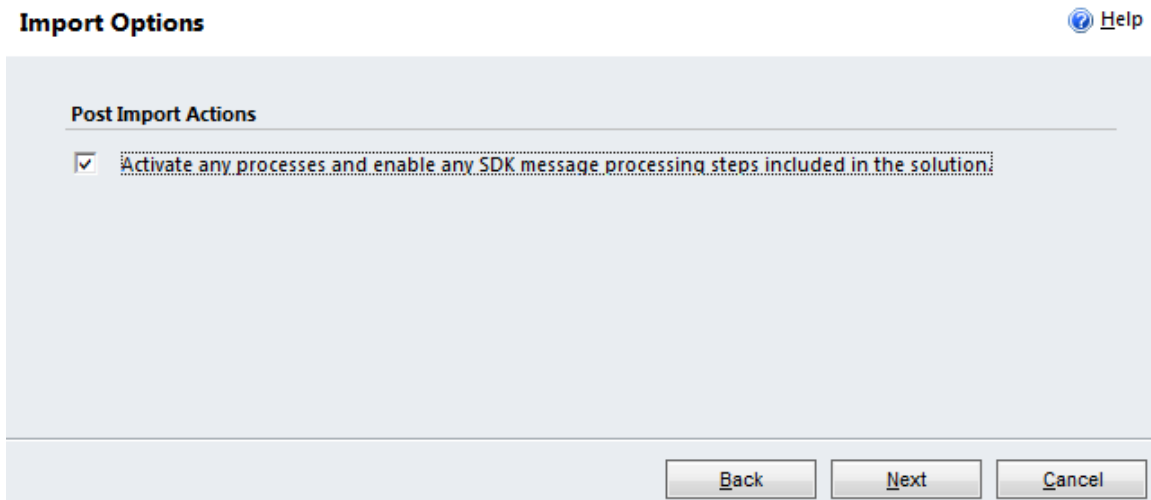 Import Options
Help
Post Import Actions
Activate any processes and enable any SDK message processing steps included in the solution.
Back
Next
Cancel